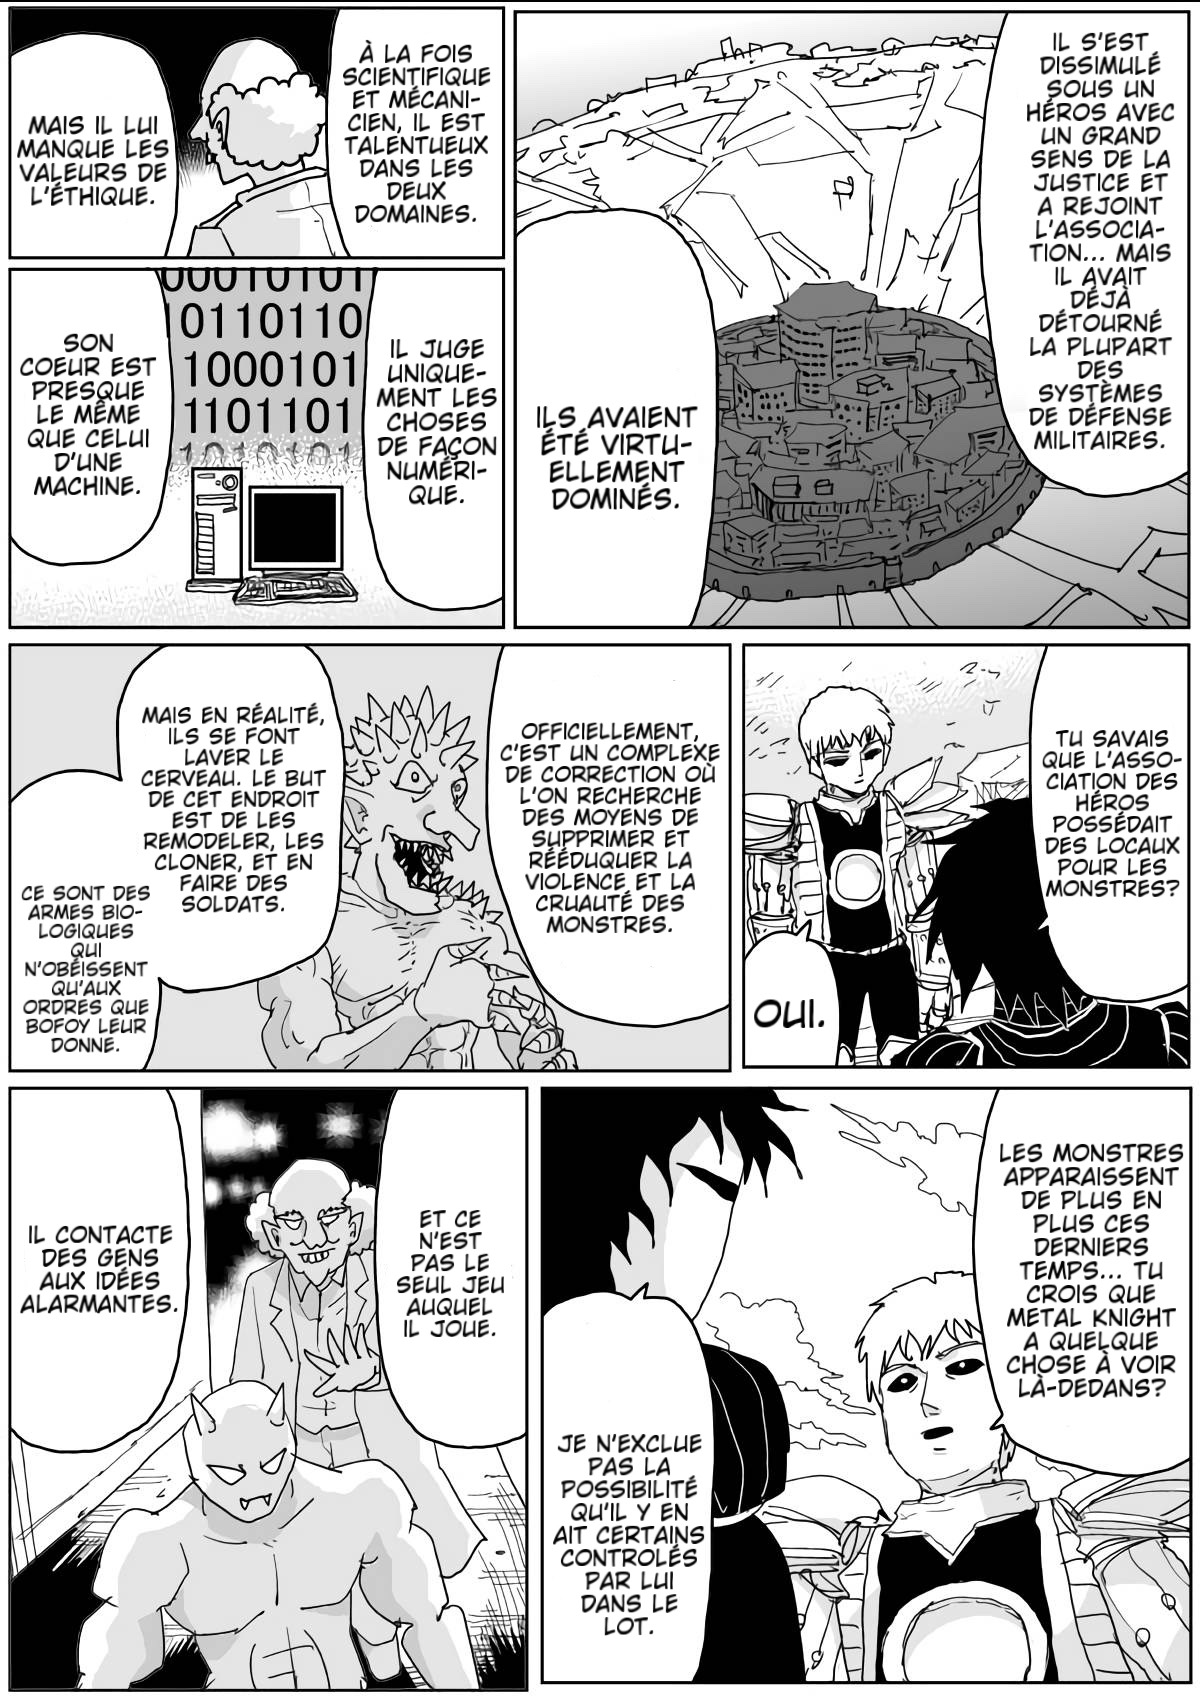 IL S'EST
DISSIMULÉ
SOUS UN
HÉROS AVEC
UN GRAND
SENS DE LA
JUSTICE ET
A REJOINT
L'ASSOCIA-
TION... MAIS
IL AVAIT
DÉJÀ
DÉTOURNÉ
LA PLUPART
DES
SYSTÈMES
DE DÉFENSE
MILITAIRES.
ILS AVAIENT
ÉTÉ VIRTU-
ELLEMENT
DOMINÉS.
À LA FOIS
SCIENTIFIQUE
ET MÉCANI-
CIEN, IL EST
TALENTUEUX
DANS LES
DEUX
DOMAINES.
MAIS IL LUI
MANQUE LES
VALEURS DE
L'ÉTHIQUE.
00010101
10110110
1000101
1101101
1010101
IL JUGE
UNIQUE-
MENT LES
CHOSES
DE FAÇON
NUMÉRI-
QUE.
SON
COEUR EST
PRESQUE
LE MÊME
QUE CELUI
D'UNE
MACHINE.
TU SAVAIS
QUE L'ASSO-
CIATION DES
HÉROS
POSSÉDAIT
DES LOCAUX
POUR LES
MONSTRES?
OUI.
OFFICIELLEMENT,
C'EST UN COMPLEXE
DE CORRECTION OÙ
L'ON RECHERCHE
DES MOYENS DE
SUPPRIMER ET
RÉÉDUQUER LA
VIOLENCE ET LA
CRUAUTÉ DES
MONSTRES.
MAIS EN RÉALITÉ,
ILS SE FONT
LAVER LE
CERVEAU. LE BUT
DE CET ENDROIT
EST DE LES
REMODELER, LES
CLONER, ET EN
FAIRE DES
SOLDATS.
CE SONT DES
ARMES BIO-
LOGIQUES
QUI
N'OBÉISSENT
QU'AUX
ORDRES QUE
BOFOY LEUR
DONNE.
LES MONSTRES
APPARAISSENT
DE PLUS EN
PLUS CES
DERNIERS
TEMPS... TU
CROIS QUE
METAL KNIGHT
A QUELQUE
CHOSE À VOIR
LÀ-DEDANS?
JE N'EXCLUE
PAS LA
POSSIBILITÉ
QU'IL Y EN
AIT CERTAINS
CONTROLÉS
PAR LUI
DANS LE
LOT.
ET CE
N'EST
PAS LE
SEUL JEU
AUQUEL
IL JOUE.
IL CONTACTE
DES GENS
AUX IDÉES
ALARMANTES.